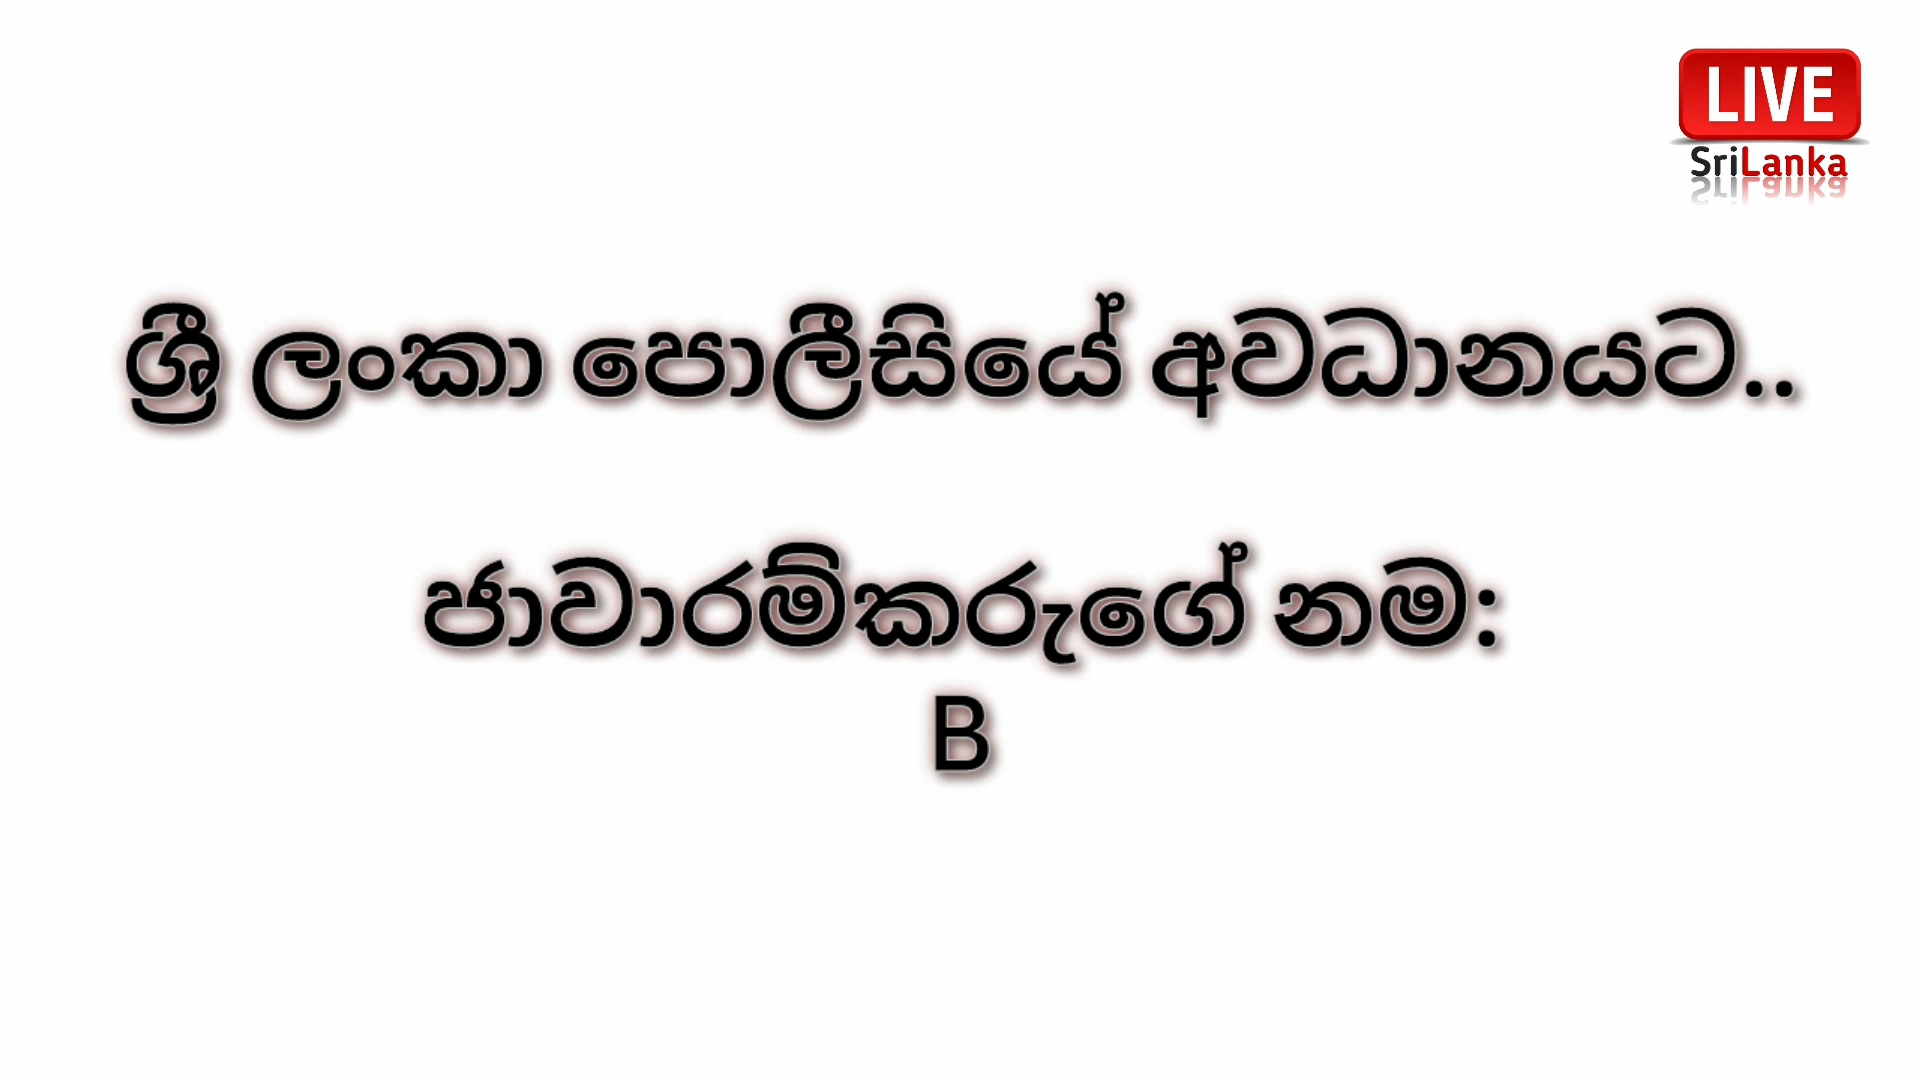 LIVE
SriLanka
ශ්‍රී ලංකා පොලීසියේ අවධානයට..
ජාවාරම්කරුගේ නම:
B